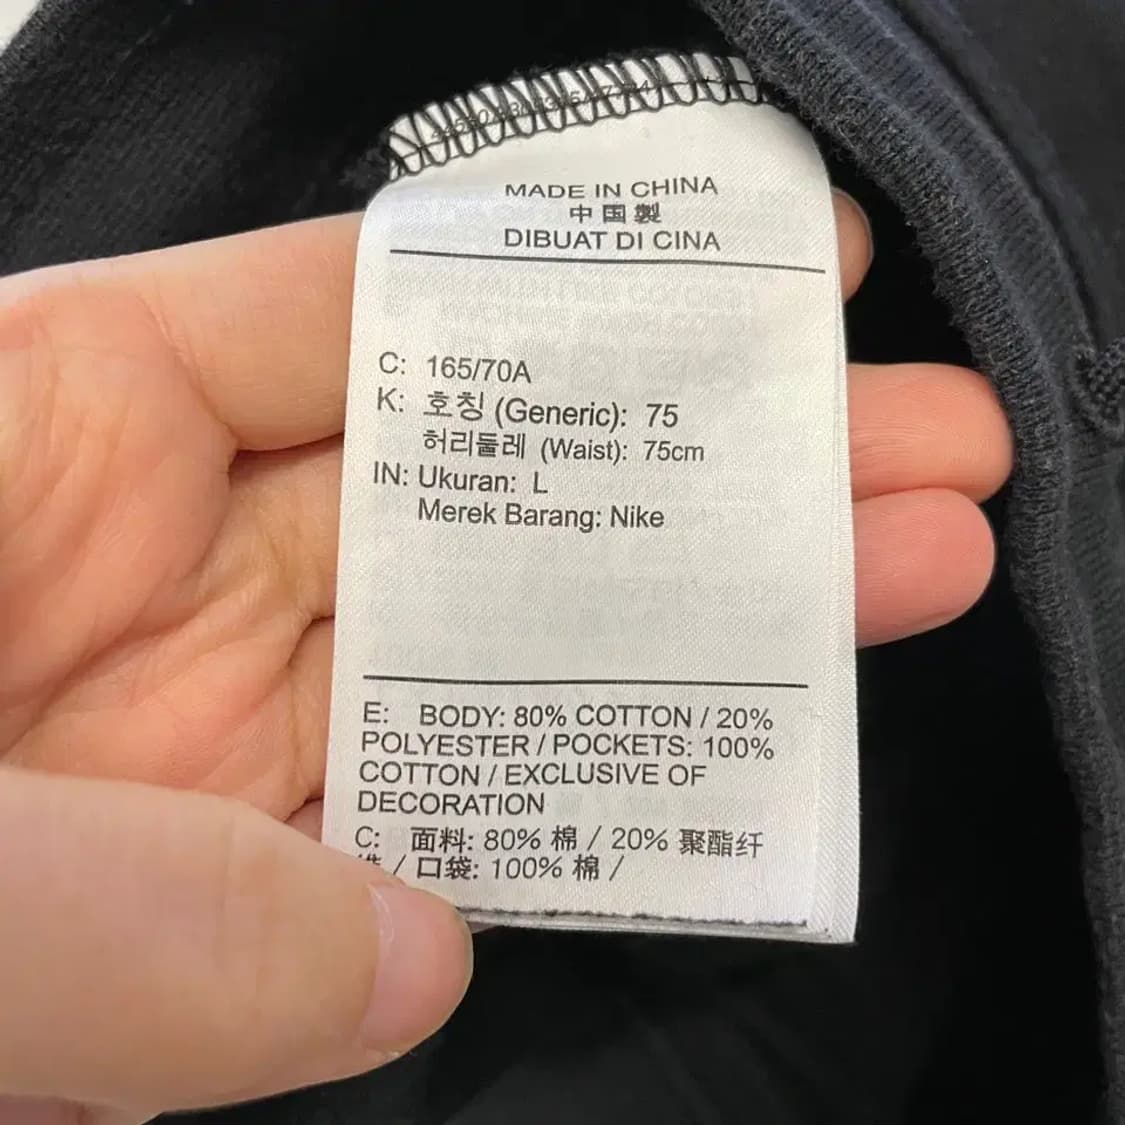 MADE IN CHINA
中国製
DIBUAT DI CINA
C: 165/70A
K: 호칭 (Generic): 75
허리둘레 (Waist): 75cm
IN: Ukuran: L
Merek Barang: Nike
E: BODY: 80% COTTON / 20%
POLYESTER / POCKETS: 100%
COTTON / EXCLUSIVE OF
DECORATION
C: 面料: 80% 棉 / 20% 聚酯纤
/ 口袋: 100% 棉 /